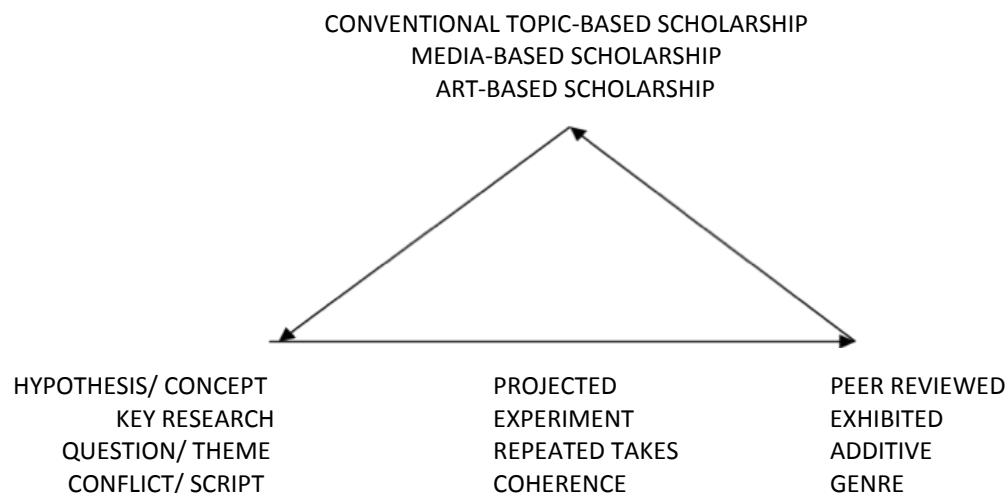 CONVENTIONAL TOPIC-BASED SCHOLARSHIP
MEDIA-BASED SCHOLARSHIP
ART-BASED SCHOLARSHIP
HYPOTHESIS/ CONCEPT
KEY RESEARCH
QUESTION/ THEME
CONFLICT/ SCRIPT
PROJECTED
EXPERIMENT
REPEATED TAKES
COHERENCE
PEER REVIEWED
EXHIBITED
ADDITIVE
GENRE